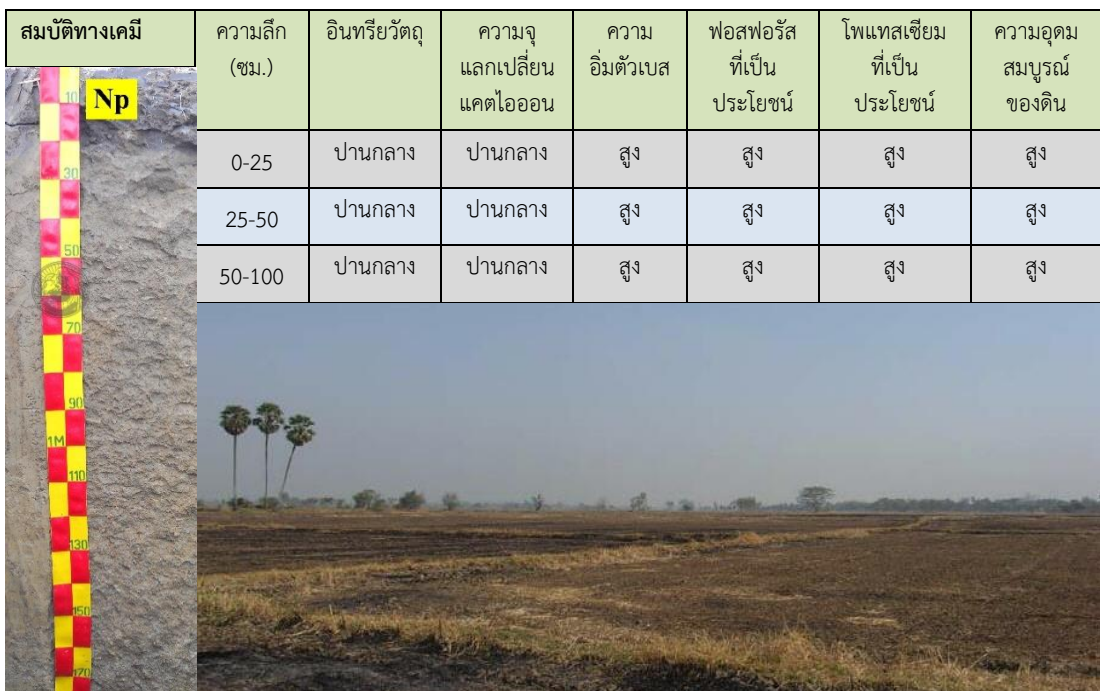 สมบัติทางเคมี
ความลึก
(ซม.)
อินทรียวัตถุ
ความจุ
แลกเปลี่ยน
แคตไอออน
ความ
อิ่มตัวเบส
ฟอสฟอรัส
ที่เป็น
ประโยชน์
โพแทสเซียม
ที่เป็น
ประโยชน์
ความอุดม
สมบูรณ์
ของดิน
0-25 ปานกลาง ปานกลาง สูง สูง สูง สูง
25-50 ปานกลาง ปานกลาง สูง สูง สูง สูง
50-100 ปานกลาง ปานกลาง สูง สูง สูง สูง
Np
10
30
50
70
90
1M
110
130
150
170